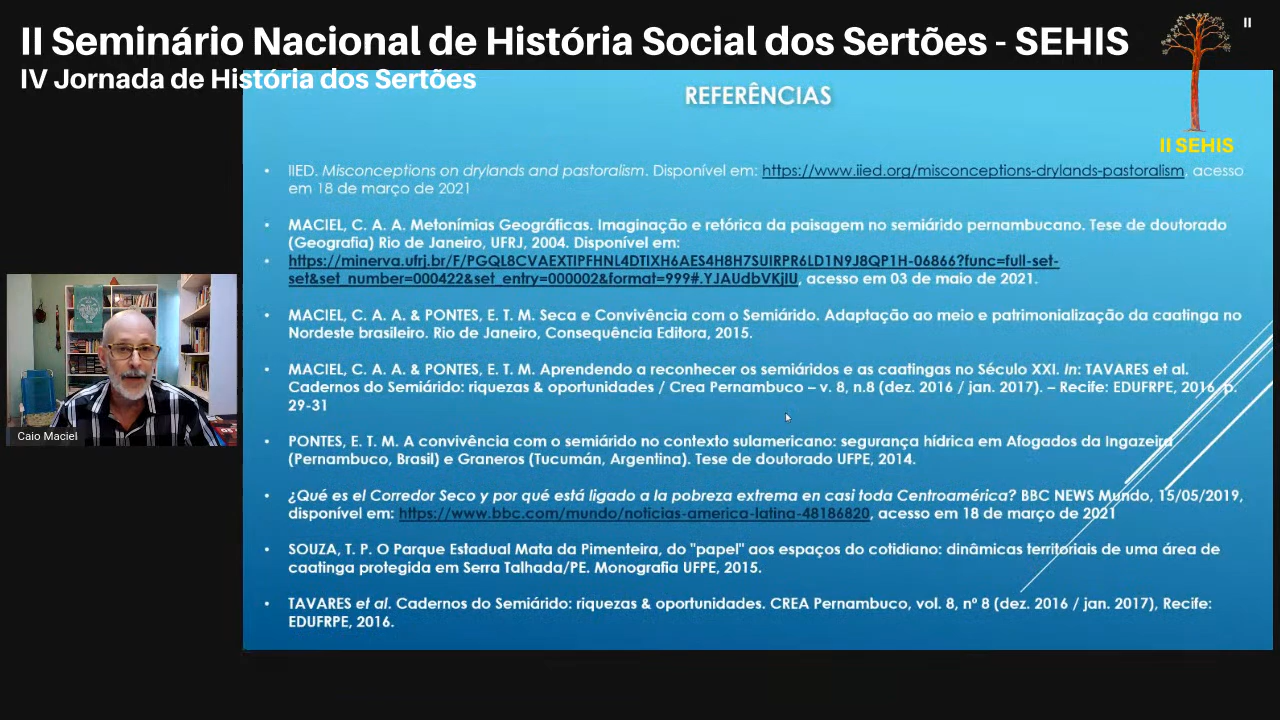 II Seminário Nacional de História Social dos Sertões - SEHIS
IV Jornada de História dos Sertões
II
II SEHIS
REFERÊNCIAS
• IIED. Misconceptions on drylands and pastoralism. Disponível em: https://www.iied.org/misconceptions-drylands-pastoralism, acesso
em 18 de março de 2021
• MACIEL, C. A. A. Metonímias Geográficas. Imaginação e retórica da paisagem no semiárido pernambucano. Tese de doutorado
(Geografia) Rio de Janeiro, UFRJ, 2004. Disponível em:
• https://minerva.ufrj.br/F/PGQL8CVAEXTIPFHNL4DTIXH6AES4H8H7SUIRPR6LD1N9J8QP1H-06866?func=full-set-
set&set_number=000422&set_entry=000002&format=999#.YJAUdbVKjIU, acesso em 03 de maio de 2021.
• MACIEL, C. A. A. & PONTES, E. T. M. Seca e Convivência com o Semiárido. Adaptação ao meio e patrimonialização da caatinga no
Nordeste brasileiro. Rio de Janeiro, Consequência Editora, 2015.
• MACIEL, C. A. A. & PONTES, E. T. M. Aprendendo a reconhecer os semiáridos e as caatingas no Século XXI. In: TAVARES et al.
Cadernos do Semiárido: riquezas & oportunidades / Crea Pernambuco – v. 8, n.8 (dez. 2016 / jan. 2017). – Recife: EDUFRPE, 2016. p.
29-31
• PONTES, E. T. M. A convivência com o semiárido no contexto sulamericano: segurança hídrica em Afogados da Ingazeira
(Pernambuco, Brasil) e Graneros (Tucumán, Argentina). Tese de doutorado UFPE, 2014.
• ¿Qué es el Corredor Seco y por qué está ligado a la pobreza extrema en casi toda Centroamérica? BBC NEWS Mundo, 15/05/2019,
disponível em: https://www.bbc.com/mundo/noticias-america-latina-48186820, acesso em 18 de março de 2021
• SOUZA, T. P. O Parque Estadual Mata da Pimenteira, do "papel" aos espaços do cotidiano: dinâmicas territoriais de uma área de
caatinga protegida em Serra Talhada/PE. Monografia UFPE, 2015.
• TAVARES et al. Cadernos do Semiárido: riquezas & oportunidades. CREA Pernambuco, vol. 8, nº 8 (dez. 2016 / jan. 2017), Recife:
EDUFRPE, 2016.
Caio Maciel